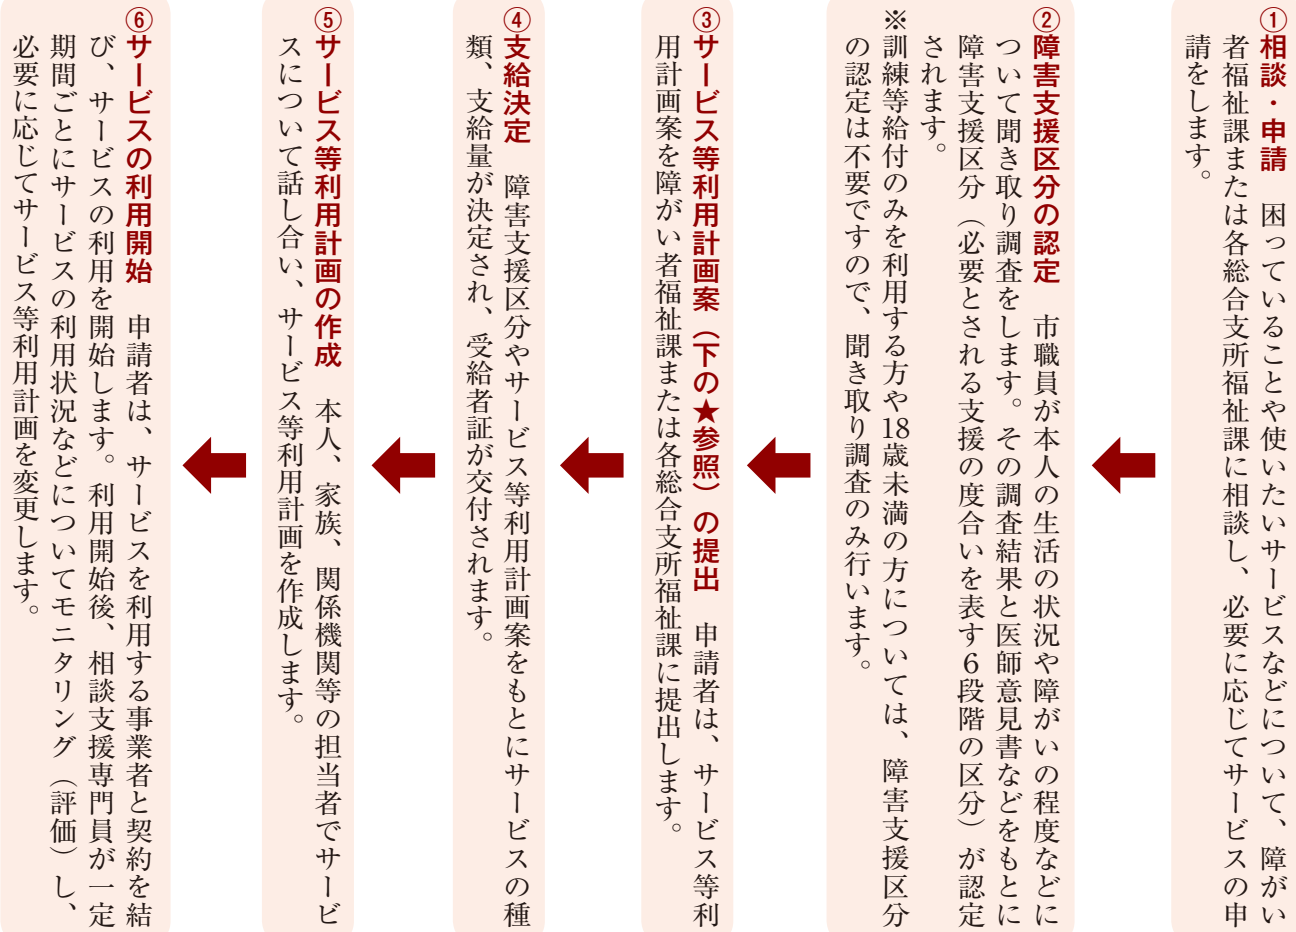 ①相談・申請　困っていることや使いたいサービスなどについて、障がい
者福祉課または各総合支所福祉課に相談し、必要に応じてサービスの申
請をします。
②障害支援区分の認定　市職員が本人の生活の状況や障がいの程度などに
ついて聞き取り調査をします。その調査結果と医師意見書などをもとに
障害支援区分（必要とされる支援の度合いを表す６段階の区分）が認定
されます。
※訓練等給付のみを利用する方や18歳未満の方については、障害支援区分
の認定は不要ですので、聞き取り調査のみ行います。
③サービス等利用計画案（下の★参照）の提出　申請者は、サービス等利
用計画案を障がい者福祉課または各総合支所福祉課に提出します。
④支給決定　障害支援区分やサービス等利用計画案をもとにサービスの種
類、支給量が決定され、受給者証が交付されます。
⑤サービス等利用計画の作成　本人、家族、関係機関等の担当者でサービ
スについて話し合い、サービス等利用計画を作成します。
⑥サービスの利用開始　申請者は、サービスを利用する事業者と契約を結
び、サービスの利用を開始します。利用開始後、相談支援専門員が一定
期間ごとにサービスの利用状況などについてモニタリング（評価）し、
必要に応じてサービス等利用計画を変更します。